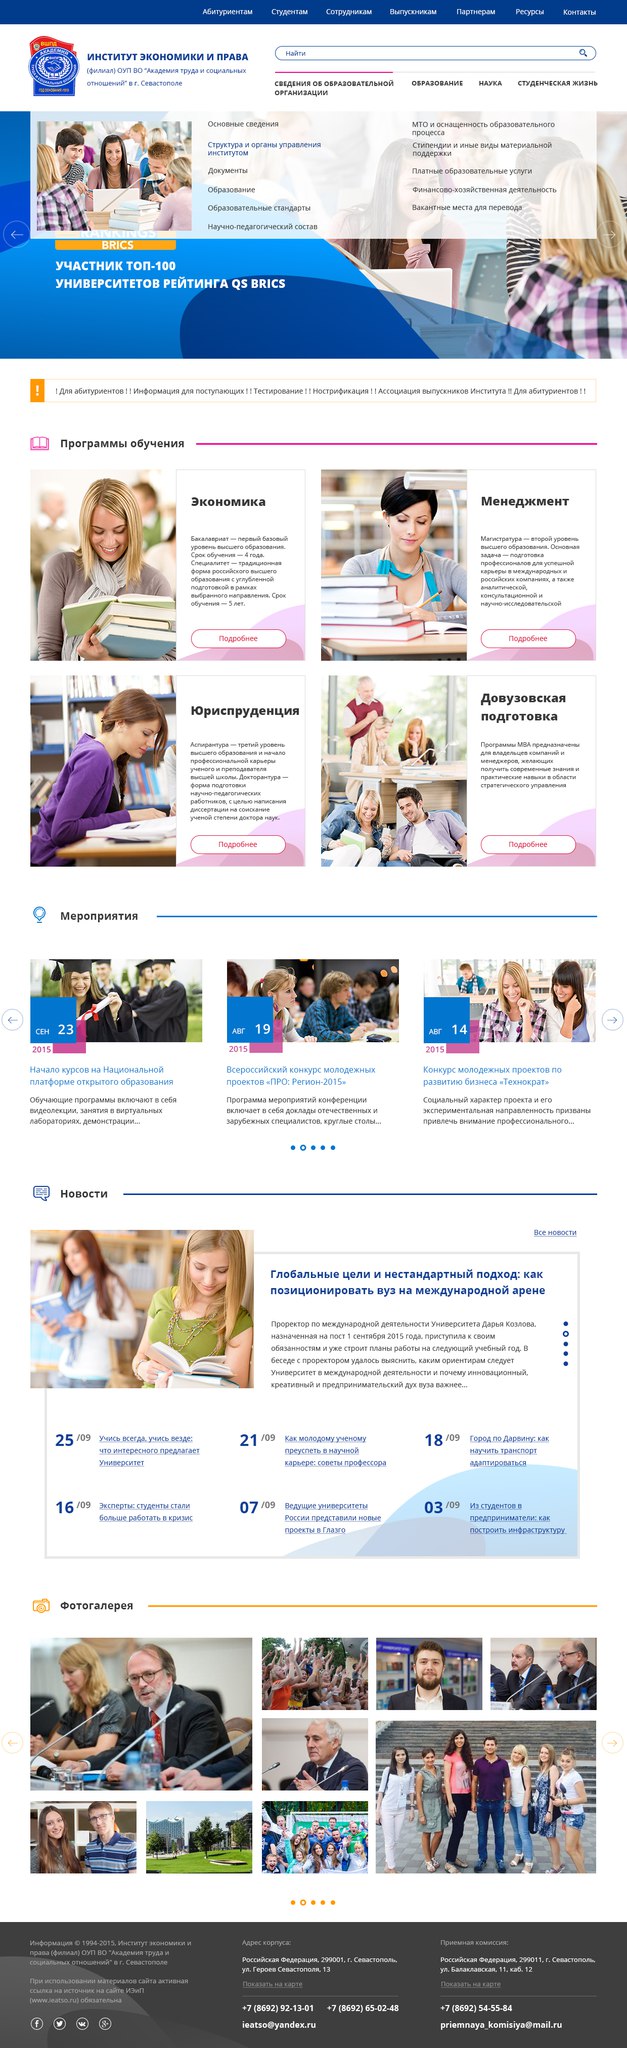 Абитуриентам Студентам Сотрудникам Выпускникам Партнерам Ресурсы Контакты
ИНСТИТУТ ЭКОНОМИКИ И ПРАВА
(филиал) ОУП ВО "Академия труда и социальных
отношений" в г. Севастополе
Найти
СВЕДЕНИЯ ОБ ОБРАЗОВАТЕЛЬНОЙ
ОРГАНИЗАЦИИ
ОБРАЗОВАНИЕ
НАУКА
СТУДЕНЧЕСКАЯ ЖИЗНЬ
Основные сведения
Структура и органы управления
институтом
Документы
Образование
Образовательные стандарты
Научно-педагогический состав
МТО и оснащенность образовательного
процесса
Стипендии и иные виды материальной
поддержки
Платные образовательные услуги
Финансово-хозяйственная деятельность
Вакантные места для перевода
RANKINGS
BRICS
УЧАСТНИК ТОП-100
УНИВЕРСИТЕТОВ РЕЙТИНГА QS BRICS
! ! Для абитуриентов ! ! Информация для поступающих ! ! Тестирование ! ! Нострификация ! ! Ассоциация выпускников Института !! Для абитуриентов ! !
Программы обучения
Экономика
Бакалавриат — первый базовый
уровень высшего образования.
Срок обучения — 4 года.
Специалитет — традиционная
форма российского высшего
образования с углубленной
подготовкой в рамках
выбранного направления. Срок
обучения — 5 лет.
Подробнее
Менеджмент
Магистратура — второй уровень
высшего образования. Основная
задача — подготовка
профессионалов для успешной
карьеры в международных и
российских компаниях, а также
аналитической,
консультационной и
научно-исследовательской
Подробнее
Юриспруденция
Аспирантура — третий уровень
высшего образования и начало
профессиональной карьеры
ученого и преподавателя
высшей школы. Докторантура —
форма подготовки
научно-педагогических
работников, с целью написания
диссертации на соискание
ученой степени доктора наук.
Подробнее
Довузовская
подготовка
Программы MBA предназначены
для владельцев компаний и
менеджеров, желающих
получить современные знания и
практические навыки в области
стратегического управления
Подробнее
Мероприятия
СЕН 23
2015
Начало курсов на Национальной
платформе открытого образования
Обучающие программы включают в себя
видеолекции, занятия в виртуальных
лабораториях, демонстрации...
АВГ 19
2015
Всероссийский конкурс молодежных
проектов «ПРО: Регион-2015»
Программа мероприятий конференции
включает в себя доклады отечественных и
зарубежных специалистов, круглые столы...
АВГ 14
2015
Конкурс молодежных проектов по
развитию бизнеса «Технократ»
Социальный характер проекта и его
экспериментальная направленность призваны
привлечь внимание профессионального...
Новости
Все новости
Глобальные цели и нестандартный подход: как
позиционировать вуз на международной арене
Проректор по международной деятельности Университета Дарья Козлова,
назначенная на пост 1 сентября 2015 года, приступила к своим
обязанностям и уже строит планы работы на следующий учебный год. В
беседе с проректором удалось выяснить, каким ориентирам следует
Университет в международной деятельности и почему инновационный,
креативный и предпринимательский дух вуза важнее...
25 /09 Учись всегда, учись везде:
что интересного предлагает
Университет
21 /09 Как молодому ученому
преуспеть в научной
карьере: советы профессора
18 /09 Город по Дарвину: как
научить транспорт
адаптироваться
16 /09 Эксперты: студенты стали
больше работать в кризис
07 /09 Ведущие университеты
России представили новые
проекты в Глазго
03 /09 Из студентов в
предприниматели: как
построить инфраструктуру
Фотогалерея
Информация © 1994-2015, Институт экономики и
права (филиал) ОУП ВО "Академия труда и
социальных отношений" в г. Севастополе
При использовании материалов сайта активная
ссылка на источник на сайте ИЭиП
(www.ieatso.ru) обязательна
Адрес корпуса:
Российская Федерация, 299001, г. Севастополь,
ул. Героев Севастополя, 13
Показать на карте
+7 (8692) 92-13-01 +7 (8692) 65-02-48
ieatso@yandex.ru
Приемная комиссия:
Российская Федерация, 299011, г. Севастополь,
ул. Балаклавская, 11, каб. 12
Показать на карте
+7 (8692) 54-55-84
priemnaya_komisiya@mail.ru